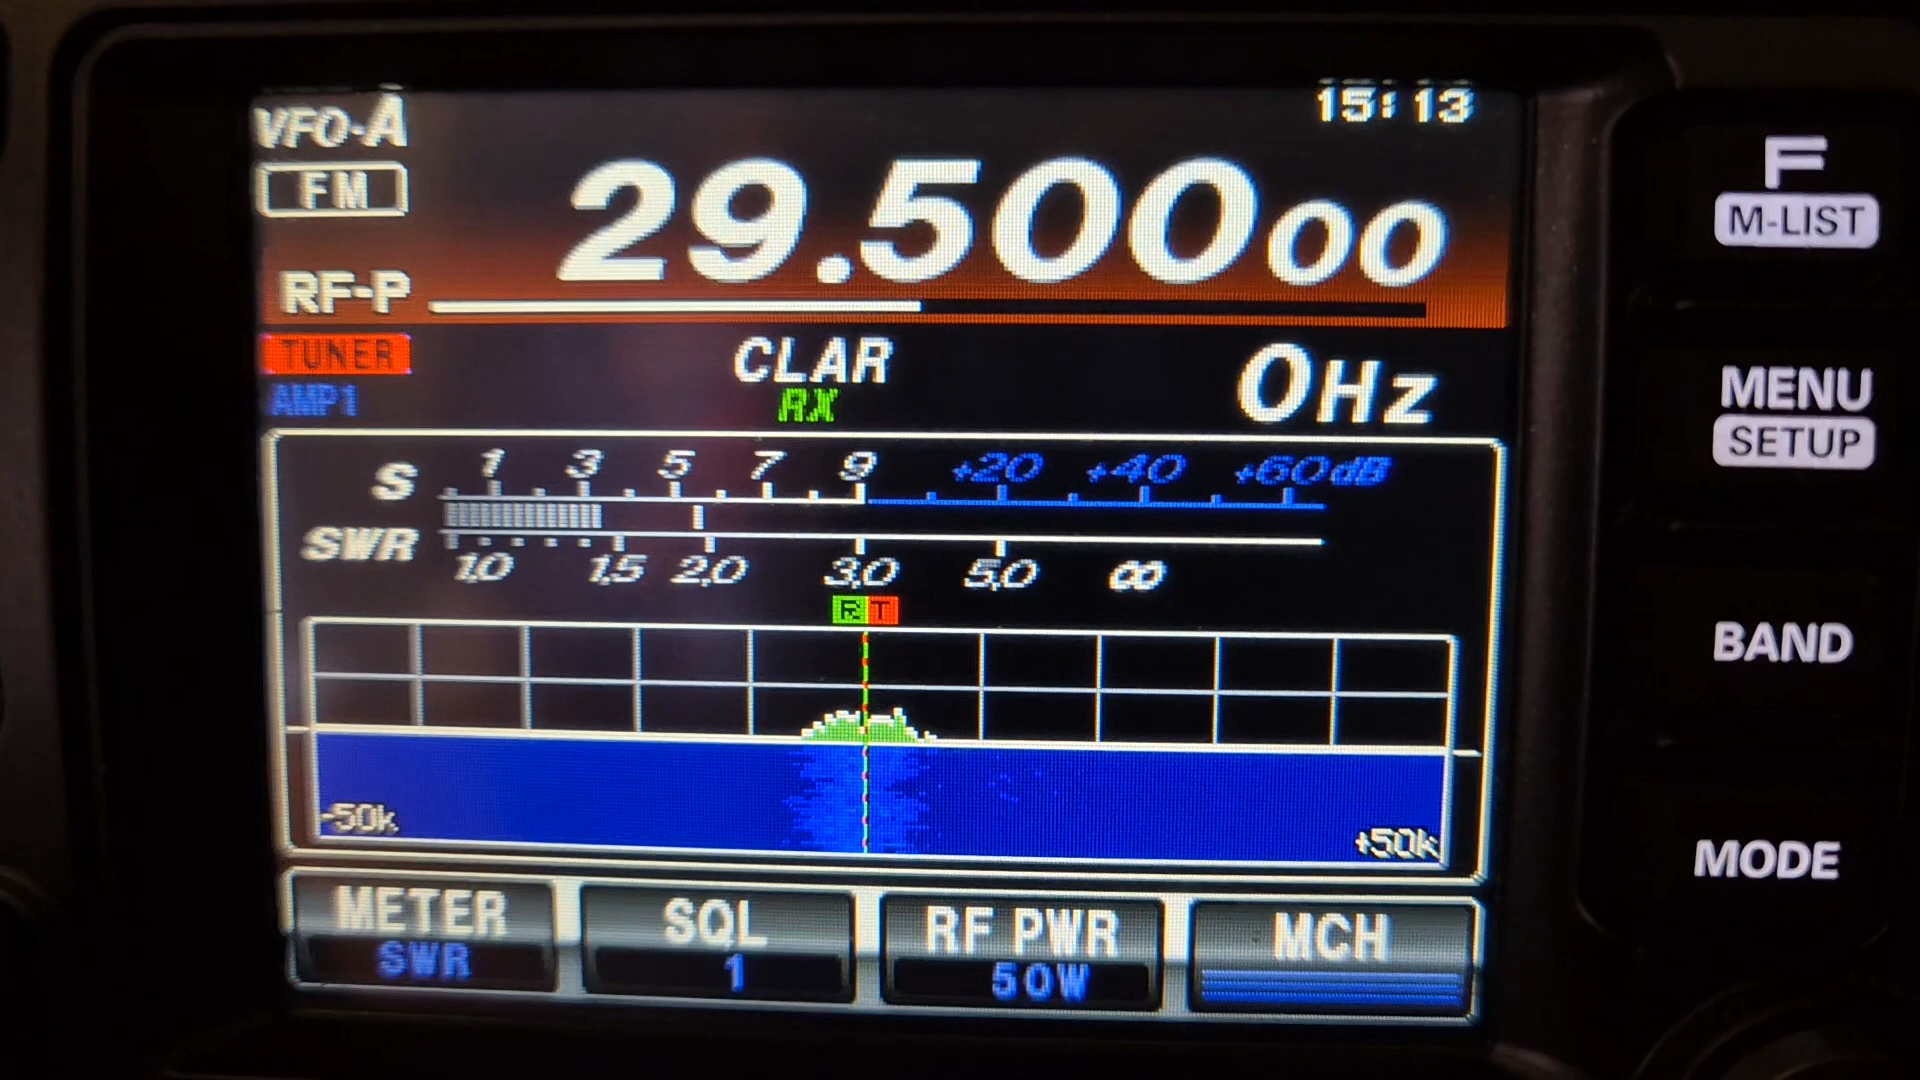 VFO-A 15:13
FM 29.500 00
RF-P
TUNER CLAR 0Hz
AMP1 RX
S 1 3 5 7 9 +20 +40 +60dB
SWR 1.0 1.5 2.0 3.0 5.0 ∞
R T
-50k +50k
METER SQL RF PWR MCH
SWR 1 50W
F
M-LIST
MENU
SETUP
BAND
MODE